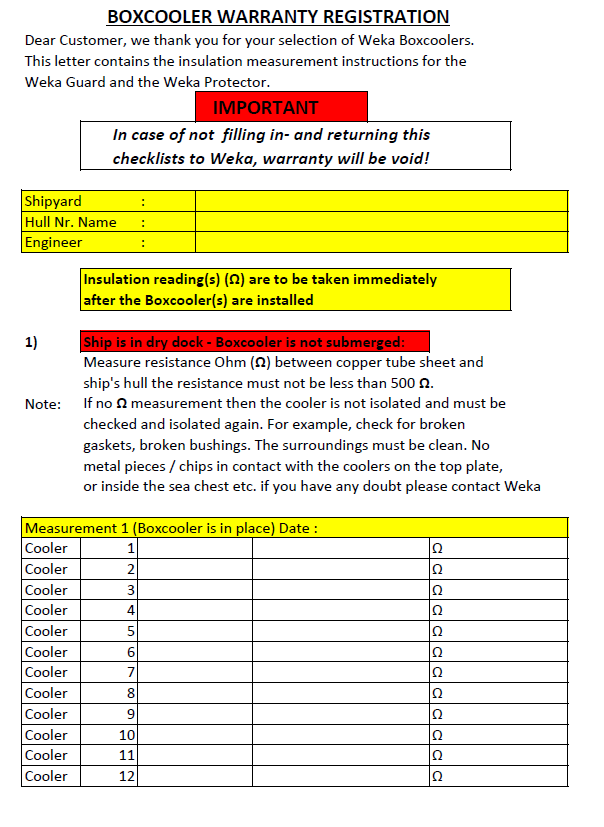 BOXCOOLER WARRANTY REGISTRATION
Dear Customer, we thank you for your selection of Weka Boxcoolers.
This letter contains the insulation measurement instructions for the
Weka Guard and the Weka Protector.
IMPORTANT
In case of not filling in- and returning this
checklists to Weka, warranty will be void!
Shipyard :
Hull Nr. Name :
Engineer :
Insulation reading(s) (Ω) are to be taken immediately
after the Boxcooler(s) are installed
1) Ship is in dry dock - Boxcooler is not submerged:
Measure resistance Ohm (Ω) between copper tube sheet and
ship's hull the resistance must not be less than 500 Ω.
Note: If no Ω measurement then the cooler is not isolated and must be
checked and isolated again. For example, check for broken
gaskets, broken bushings. The surroundings must be clean. No
metal pieces / chips in contact with the coolers on the top plate,
or inside the sea chest etc. if you have any doubt please contact Weka
Measurement 1 (Boxcooler is in place) Date :
Cooler 1 Ω
Cooler 2 Ω
Cooler 3 Ω
Cooler 4 Ω
Cooler 5 Ω
Cooler 6 Ω
Cooler 7 Ω
Cooler 8 Ω
Cooler 9 Ω
Cooler 10 Ω
Cooler 11 Ω
Cooler 12 Ω